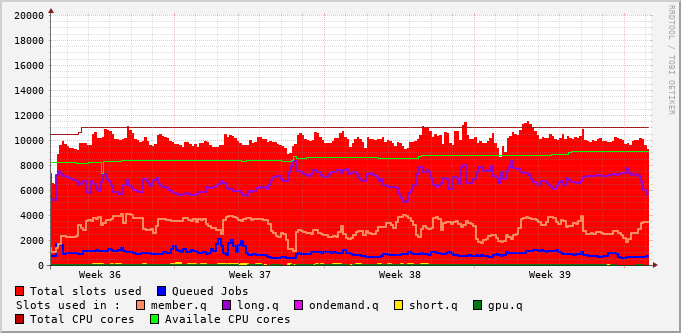 20000
18000
16000
14000
12000
10000
8000
6000
4000
2000
0
Week 36 Week 37 Week 38 Week 39
RRDTOOL / TOBI OETIKER
Total slots used Queued Jobs
Slots used in : member.q long.q ondemand.q short.q gpu.q
Total CPU cores Availale CPU cores